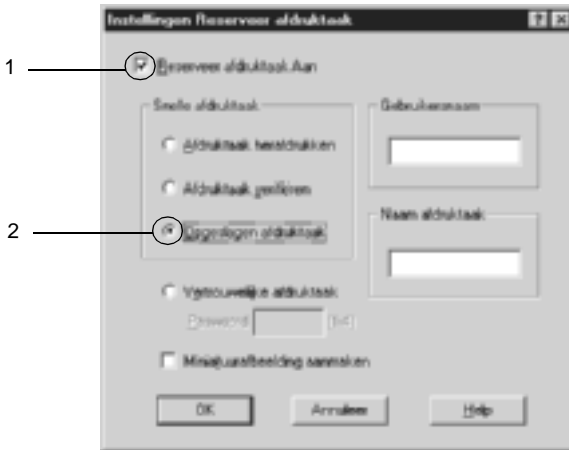 Instellingen Reserveer afdruktaak
1
Reserveer afdruktaak Aan
Snelle afdruktaak
Afdruktaak herafdrukken
Afdruktaak verifiëren
2
Opgeslagen afdruktaak
Vertrouwelijke afdruktaak
Password
Miniatuurafbeelding aanmaken
Gebruikersnaam
Naam afdruktaak
OK
Annuleer
Help